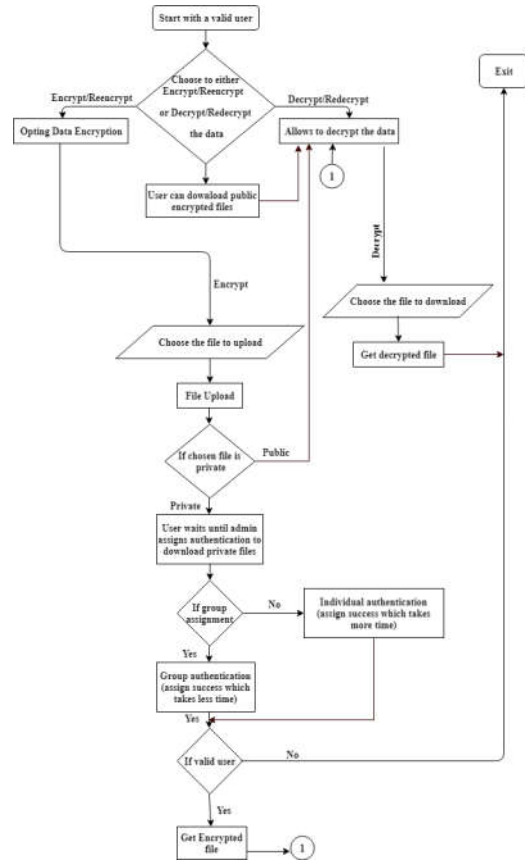 Start with a valid user
Exit
Choose to either
Encrypt/Reencrypt
or Decrypt/Redecrypt
the data
Encrypt/Reencrypt
Decrypt/Redecrypt
Opting Data Encryption
Allows to decrypt the data
1
User can download public
encrypted files
Decrypt
Encrypt
Choose the file to download
Choose the file to upload
Get decrypted file
File Upload
If chosen file is
private
Public
Private
User waits until admin
assigns authentication to
download private files
If group
assignment
No
Individual authentication
(assign success which takes
more time)
Yes
Group authentication
(assign success which
takes less time)
Yes
If valid user
No
Yes
Get Encrypted
file
1